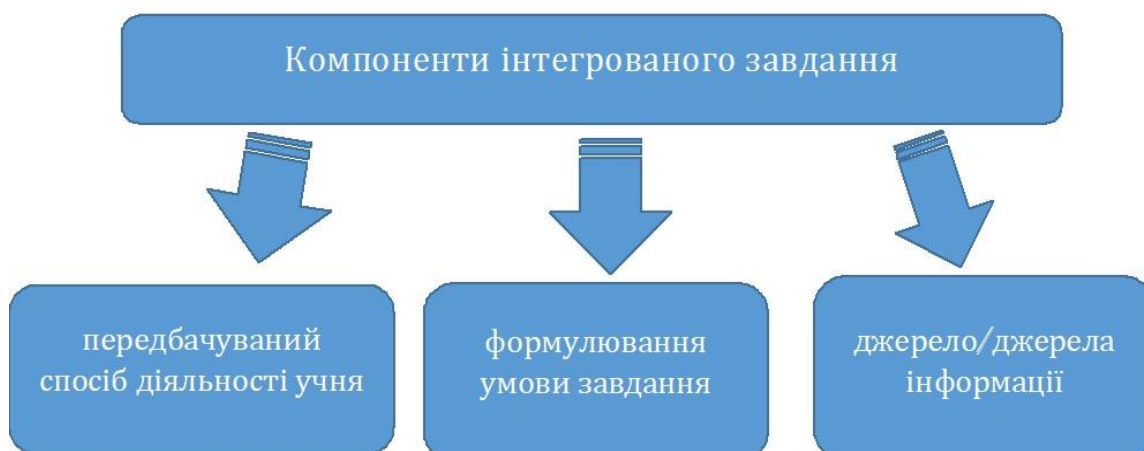 Компоненти інтегрованого завдання
передбачуваний
спосіб діяльності учня
формулювання
умови завдання
джерело/джерела
інформації